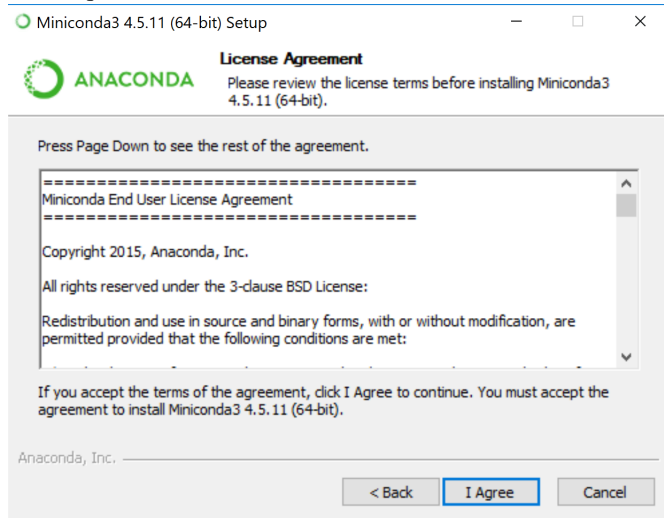 Miniconda3 4.5.11 (64-bit) Setup
ANACONDA
License Agreement
Please review the license terms before installing Miniconda3
4.5.11 (64-bit).
Press Page Down to see the rest of the agreement.
===================================
Miniconda End User License Agreement
===================================
Copyright 2015, Anaconda, Inc.
All rights reserved under the 3-clause BSD License:
Redistribution and use in source and binary forms, with or without modification, are
permitted provided that the following conditions are met:
If you accept the terms of the agreement, click I Agree to continue. You must accept the
agreement to install Miniconda3 4.5.11 (64-bit).
Anaconda, Inc.
< Back
I Agree
Cancel